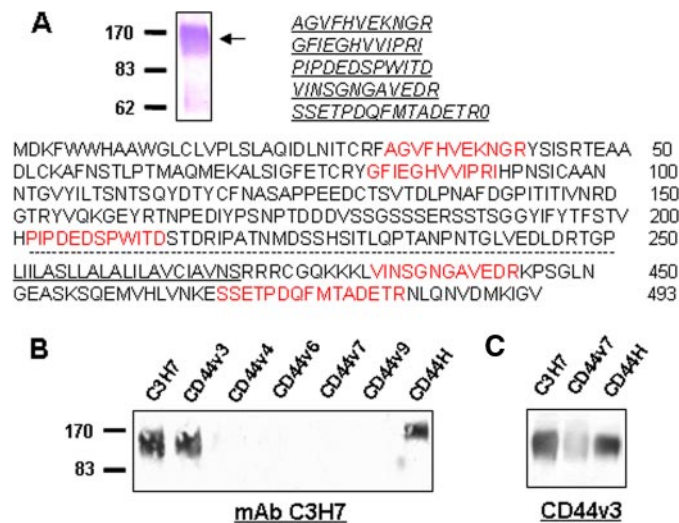 A
170
83
62
AGVFHVEKNGR
GFIEGHVVIPRI
PIPDEDSPWITD
VINSGNGAVEDR
SSETPDQFMTADETR0
MDKFWWHAAWGLCLVPLSLAQIDLNITCRFAGVFHVEKNGRYSISRTEAA 50
DLCKAFNSTLPTMAQMEKALSIGFETCRYGFIEGHVVIPRIHPNSICAAN 100
NTGVYILTSNTSQYDTYCFNASAPPEEDCTSVTDLPNAFDGPITITIVNRD 150
GTRYVQKGEYRTNPEDIYPSNPTDDDVSSGSSSERSSTSGGYIFYTFSTV 200
HPIPDEDSPWITDSTDRIPATNMDSSHSITLQPTANPNTGLVEDLDRTGP 250
LIILASLLALALILAVCIAVNSRRRCGQKKKLVINSGNGAVEDRKPSGLN 450
GEASKSQEMVHLVNKESSETPDQFMTADETRNLQNVDMKIGV 493
B
C3H7 CD44v3 CD44v4 CD44v6 CD44v7 CD44v9 CD44H
170
83
mAb C3H7
C
C3H7 CD44v7 CD44H
CD44v3